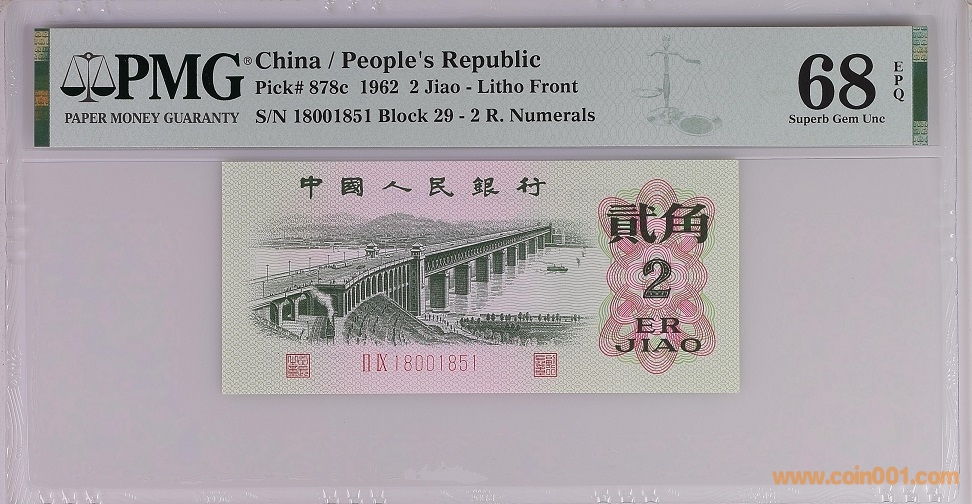 PMG® China / People's Republic
PAPER MONEY GUARANTY
Pick# 878c 1962 2 Jiao - Litho Front
S/N 18001851 Block 29 - 2 R. Numerals
68 EPQ
Superb Gem Unc
中國人民銀行
貳角
2
ER
JIAO
II IX 18001851
www.coin001.com